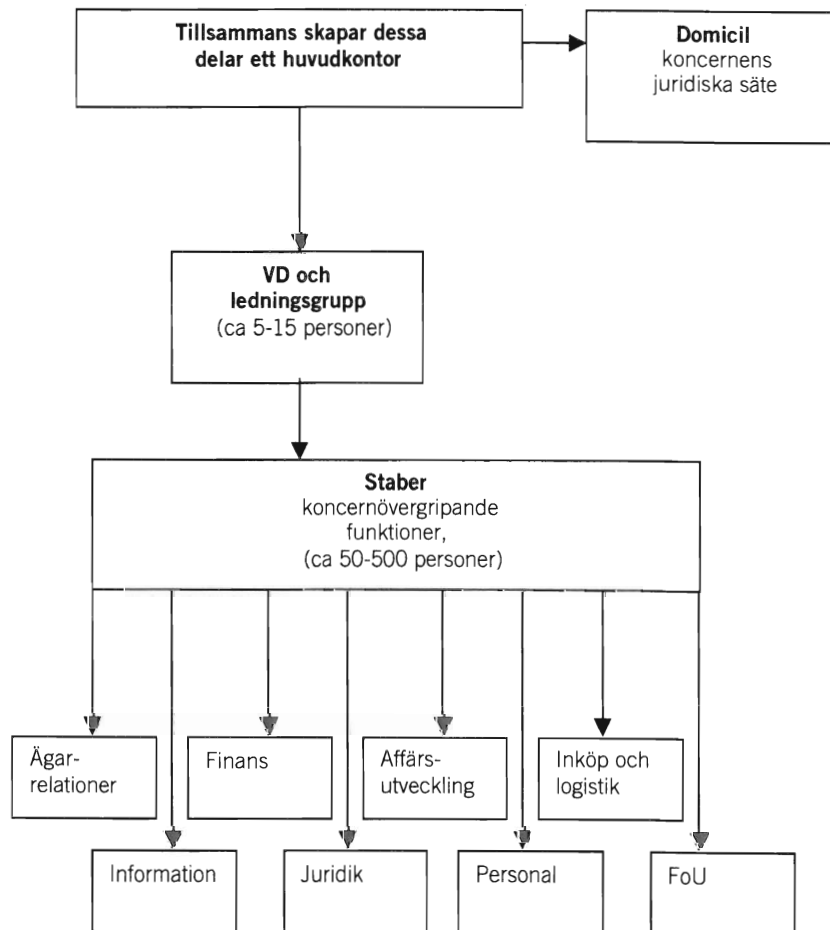 Tillsammans skapar dessa
delar ett huvudkontor
Domicil
koncernens
juridiska säte
VD och
ledningsgrupp
(ca 5-15 personer)
Staber
koncernövergripande
funktioner,
(ca 50-500 personer)
Ägar-
relationer
Finans
Affärs-
utveckling
Inköp och
logistik
Information
Juridik
Personal
FoU